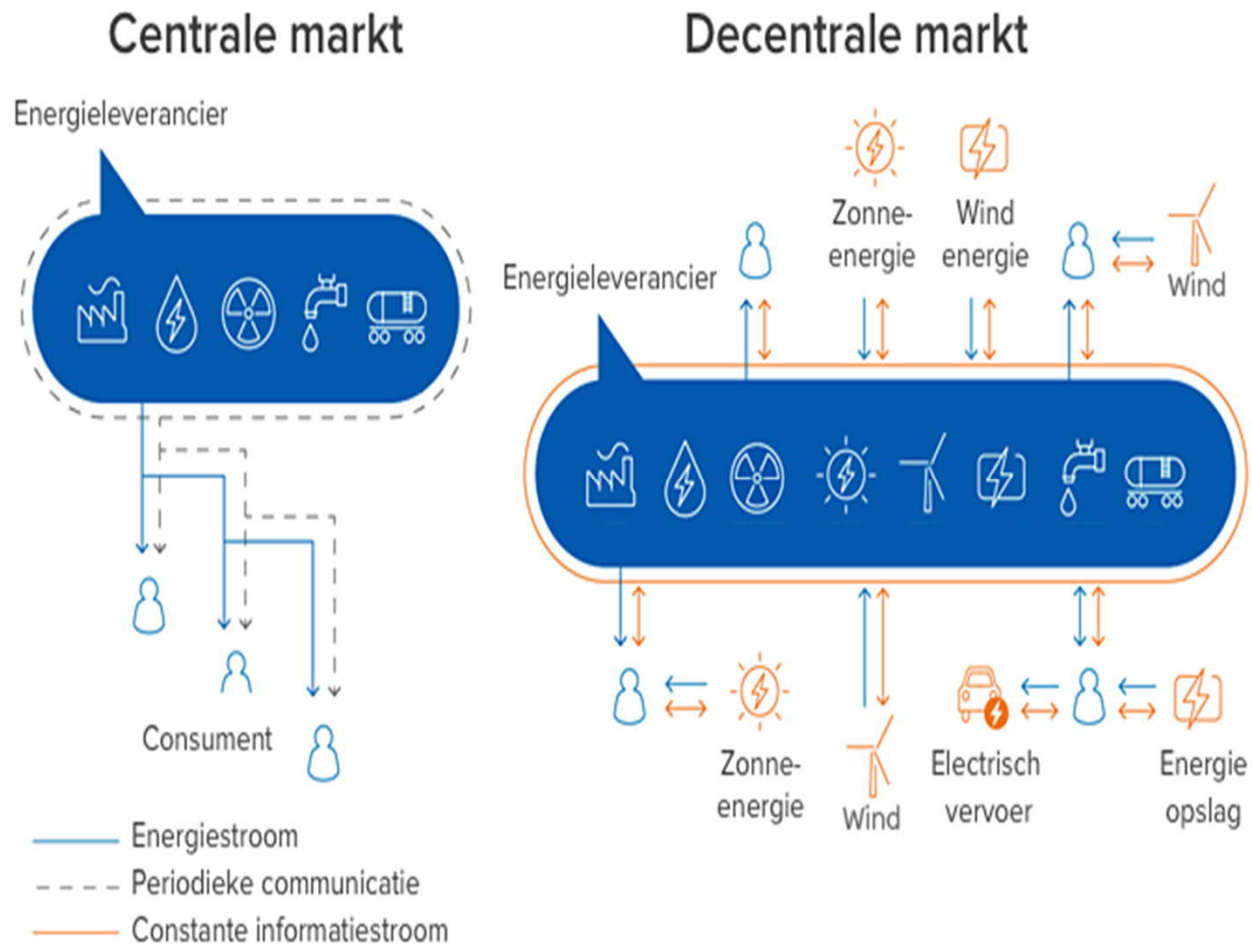 Centrale markt
Energieleverancier
Consument
Energiestroom
Periodieke communicatie
Constante informatiestroom
Decentrale markt
Energieleverancier
Zonne-
energie
Wind
energie
Wind
Zonne-
energie
Wind
Electrisch
vervoer
Energie
opslag